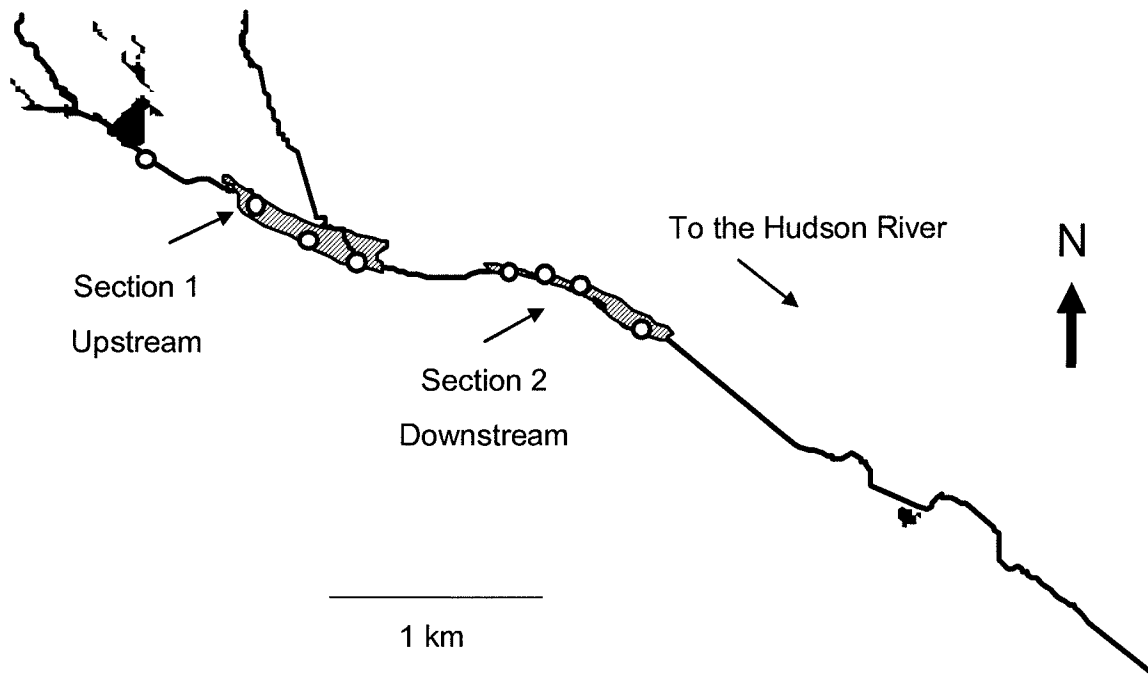 To the Hudson River
N
Section 1
Upstream
Section 2
Downstream
1 km